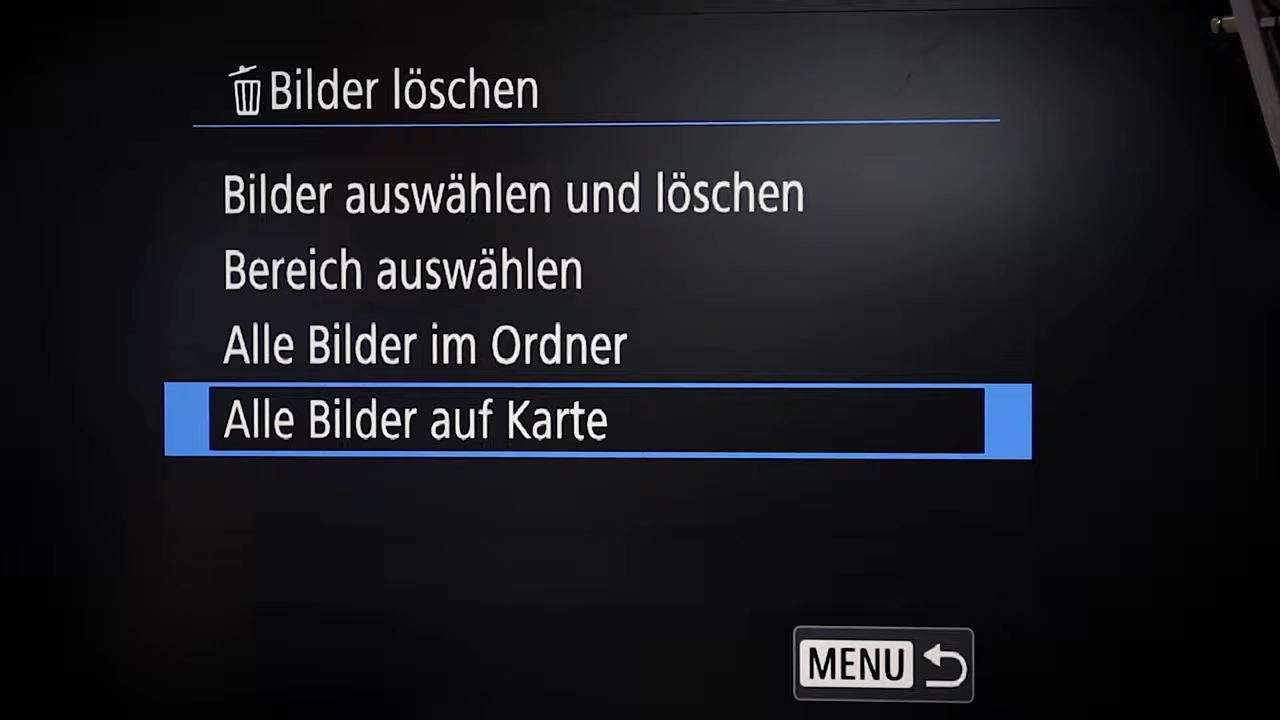 Bilder löschen
Bilder auswählen und löschen
Bereich auswählen
Alle Bilder im Ordner
Alle Bilder auf Karte
MENU